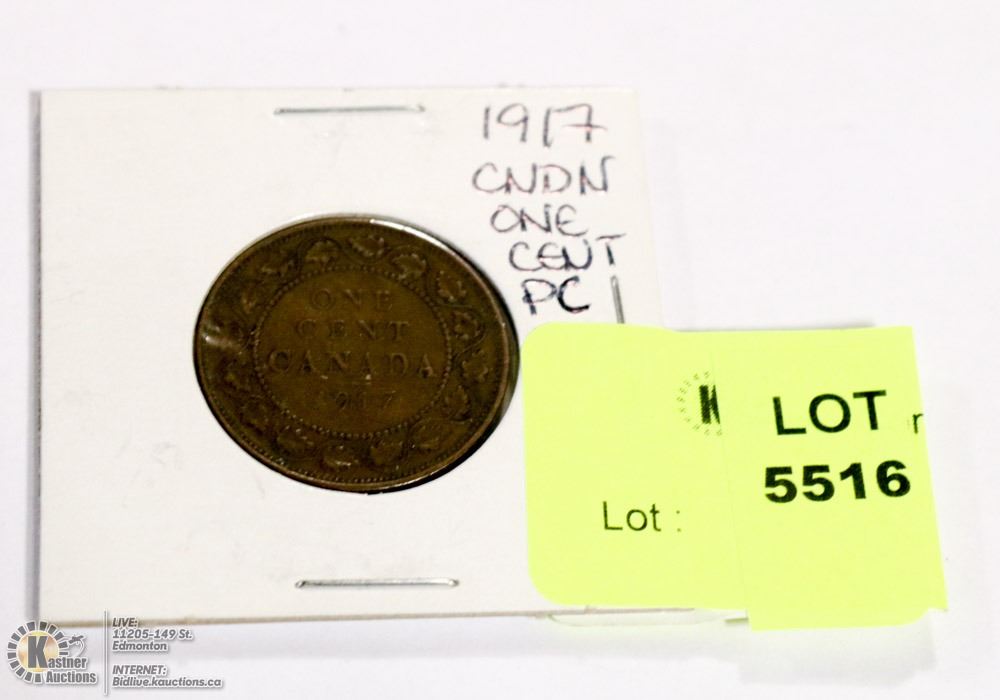 1917
CNDN
ONE
CENT
PC
ONE
CENT
CANADA
1917
LOT
5516
Lot :
K
Kastner
Auctions
LIVE:
11205-149 St.
Edmonton
INTERNET:
Bidlive.kauctions.ca